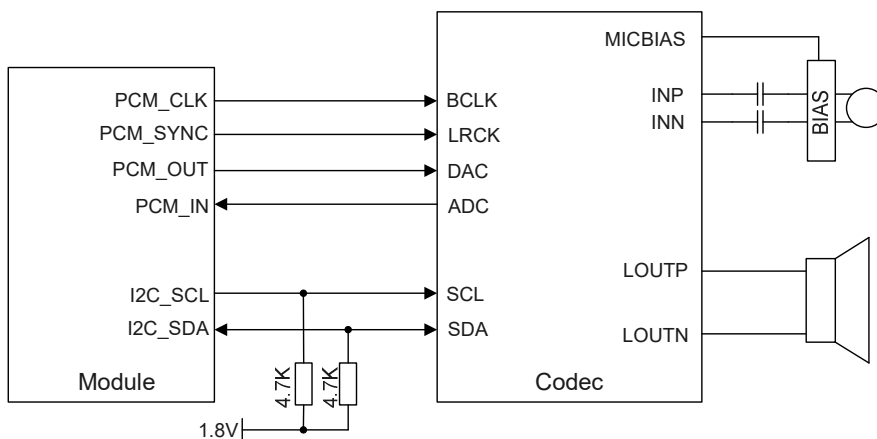 MICBIAS
PCM_CLK
BCLK
INP
BIAS
PCM_SYNC
LRCK
INN
PCM_OUT
DAC
PCM_IN
ADC
LOUTP
I2C_SCL
SCL
I2C_SDA
SDA
LOUTN
Module
4.7K
4.7K
Codec
1.8V